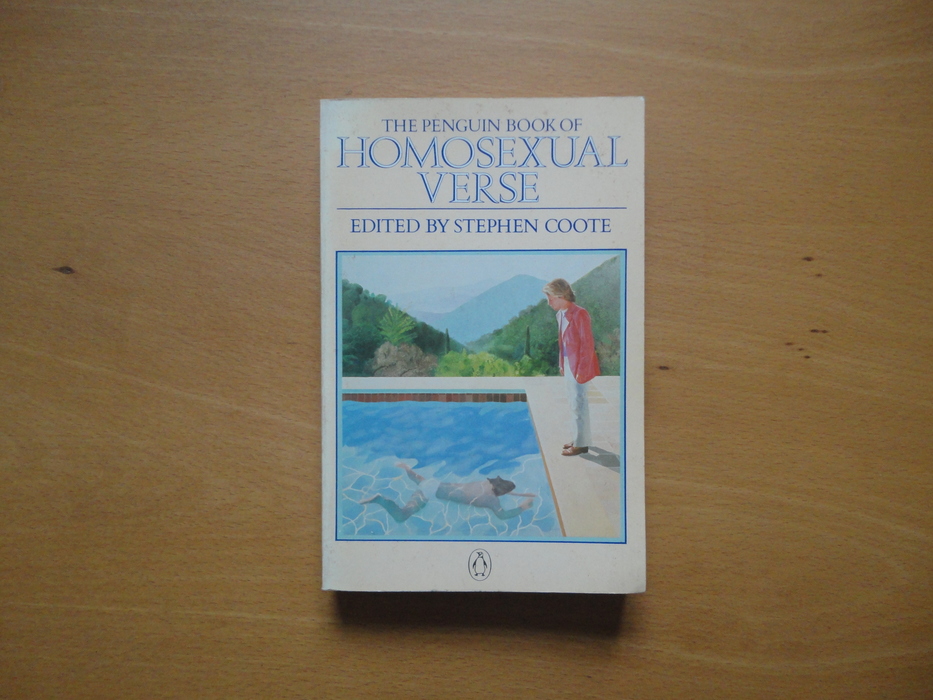 THE PENGUIN BOOK OF
HOMOSEXUAL
VERSE
EDITED BY STEPHEN COOTE